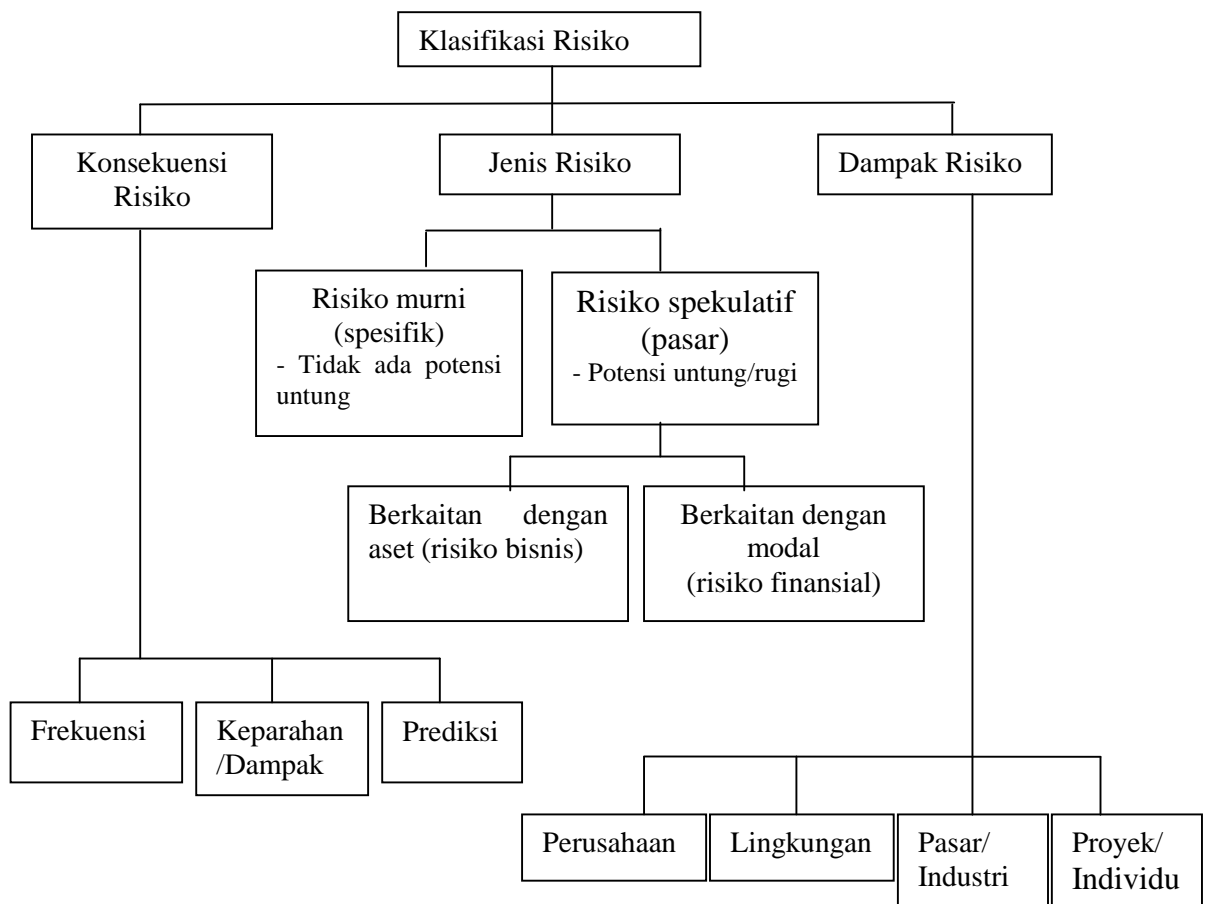 Klasifikasi Risiko
Konsekuensi
Risiko
Jenis Risiko
Dampak Risiko
Risiko murni
(spesifik)
- Tidak ada potensi
untung
Risiko spekulatif
(pasar)
- Potensi untung/rugi
Berkaitan dengan
aset (risiko bisnis)
Berkaitan dengan
modal
(risiko finansial)
Frekuensi
Keparahan
/Dampak
Prediksi
Perusahaan
Lingkungan
Pasar/
Industri
Proyek/
Individu